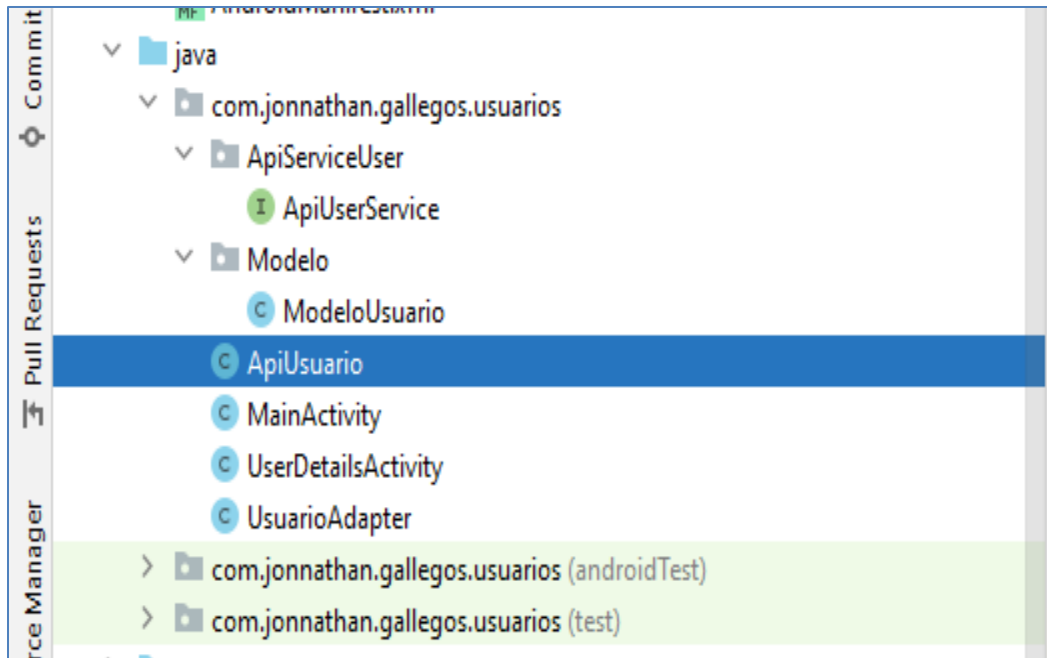 Commit
Pull Requests
java
com.jonnathan.gallegos.usuarios
ApiServiceUser
I ApiUserService
Modelo
C ModeloUsuario
C ApiUsuario
C MainActivity
C UserDetailsActivity
C UsuarioAdapter
com.jonnathan.gallegos.usuarios (androidTest)
com.jonnathan.gallegos.usuarios (test)
Manager